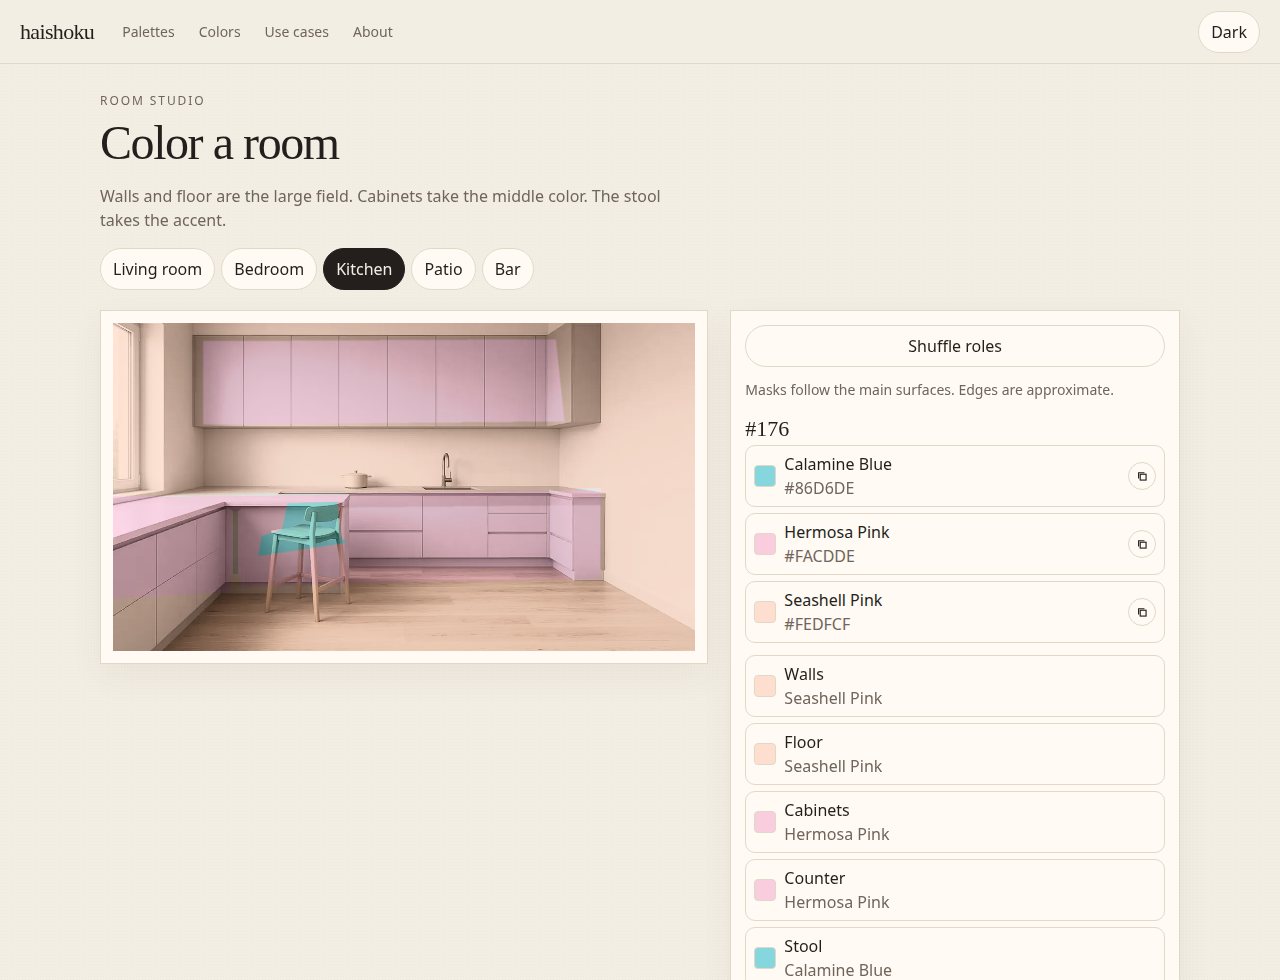 haishoku
Palettes
Colors
Use cases
About
Dark
ROOM STUDIO
Color a room
Walls and floor are the large field. Cabinets take the middle color. The stool
takes the accent.
Living room
Bedroom
Kitchen
Patio
Bar
Shuffle roles
Masks follow the main surfaces. Edges are approximate.
#176
Calamine Blue
#86D6DE
Hermosa Pink
#FACDDE
Seashell Pink
#FEDFCF
Walls
Seashell Pink
Floor
Seashell Pink
Cabinets
Hermosa Pink
Counter
Hermosa Pink
Stool
Calamine Blue